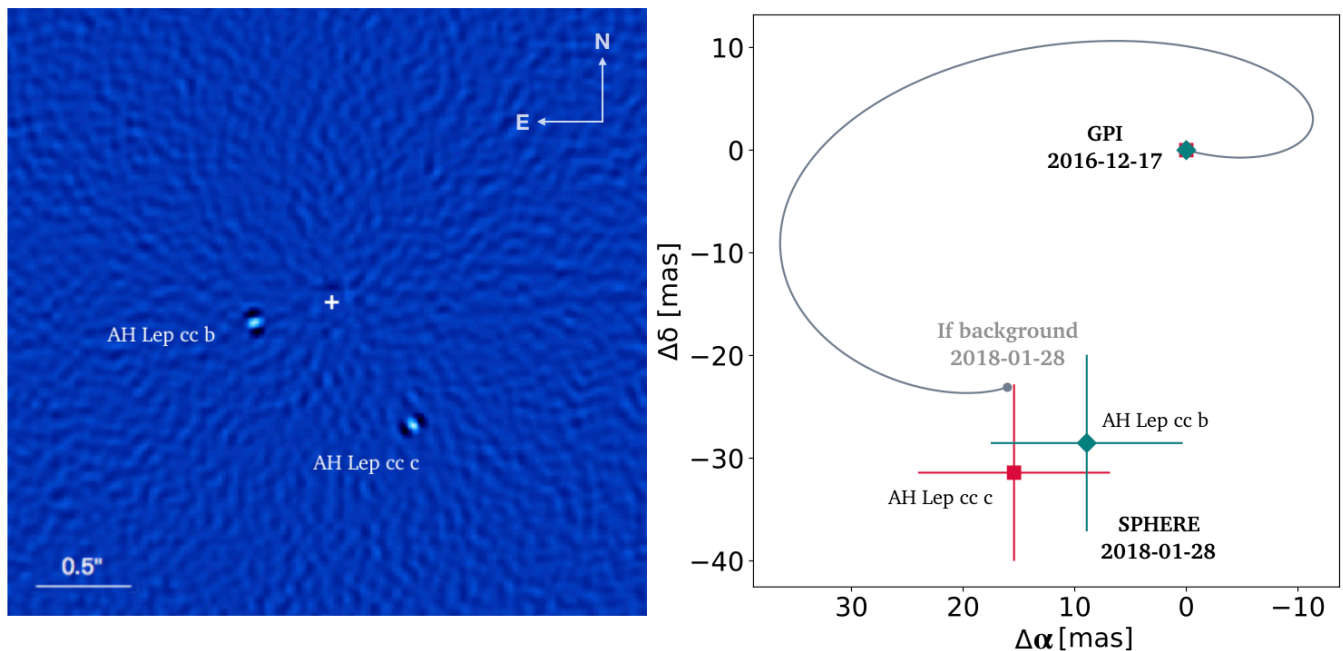 N
E
AH Lep cc b
AH Lep cc c
0.5"
10
0
−10
−20
−30
−40
Δδ [mas]
GPI
2016-12-17
If background
2018-01-28
AH Lep cc b
AH Lep cc c
SPHERE
2018-01-28
30 20 10 0 −10
Δα [mas]